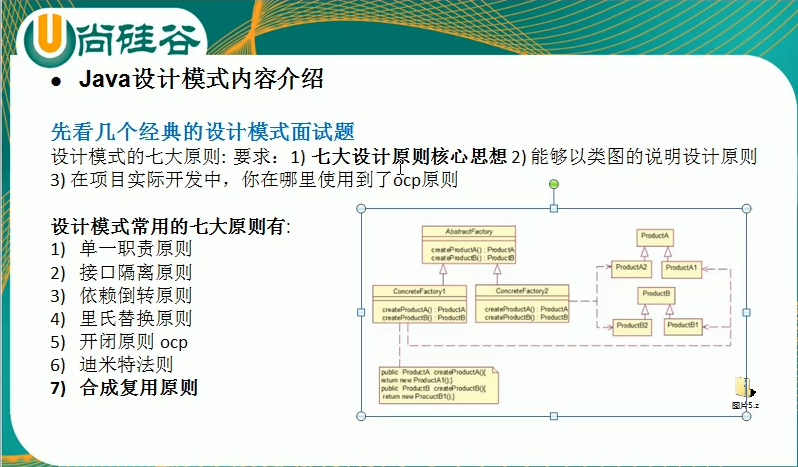 尚硅谷
● Java设计模式内容介绍
先看几个经典的设计模式面试题
设计模式的七大原则: 要求：1) 七大设计原则核心思想 2) 能够以类图的说明设计原则
3) 在项目实际开发中，你在哪里使用到了ocp原则
设计模式常用的七大原则有:
1) 单一职责原则
2) 接口隔离原则
3) 依赖倒转原则
4) 里氏替换原则
5) 开闭原则 ocp
6) 迪米特法则
7) 合成复用原则
AbstractFactory
createProductA() : ProductA
createProductB() : ProductB
ConcreteFactory1
createProductA() : ProductA
createProductB() : ProductB
ConcreteFactory2
createProductA() : ProductA
createProductB() : ProductB
ProductA
ProductA2
ProductA1
ProductB
ProductB2
ProductB1
public ProductA createProductA(){
return new ProductA1();}
public ProductB createProductB(){
return new ProcuctB1();}
图片5.z